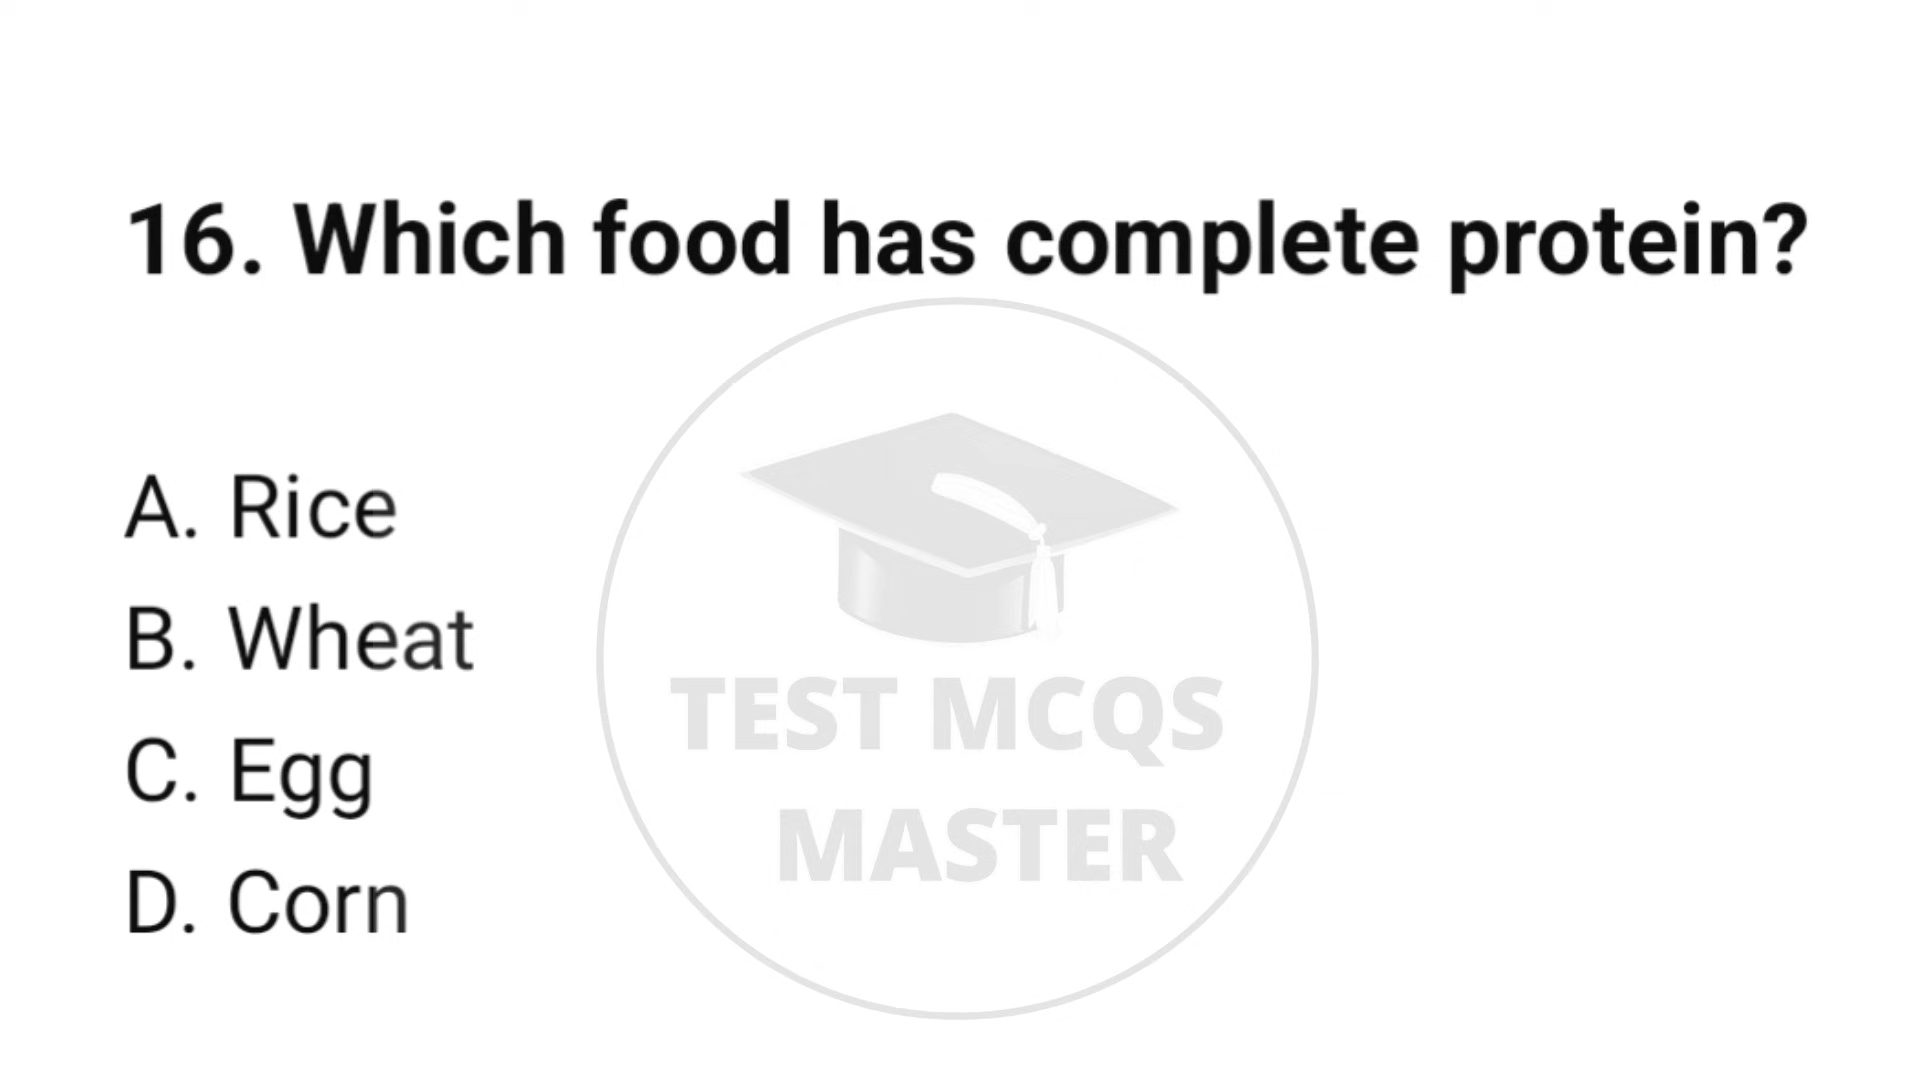 16. Which food has complete protein?
A. Rice
B. Wheat
C. Egg
D. Corn
TEST MCQS
MASTER